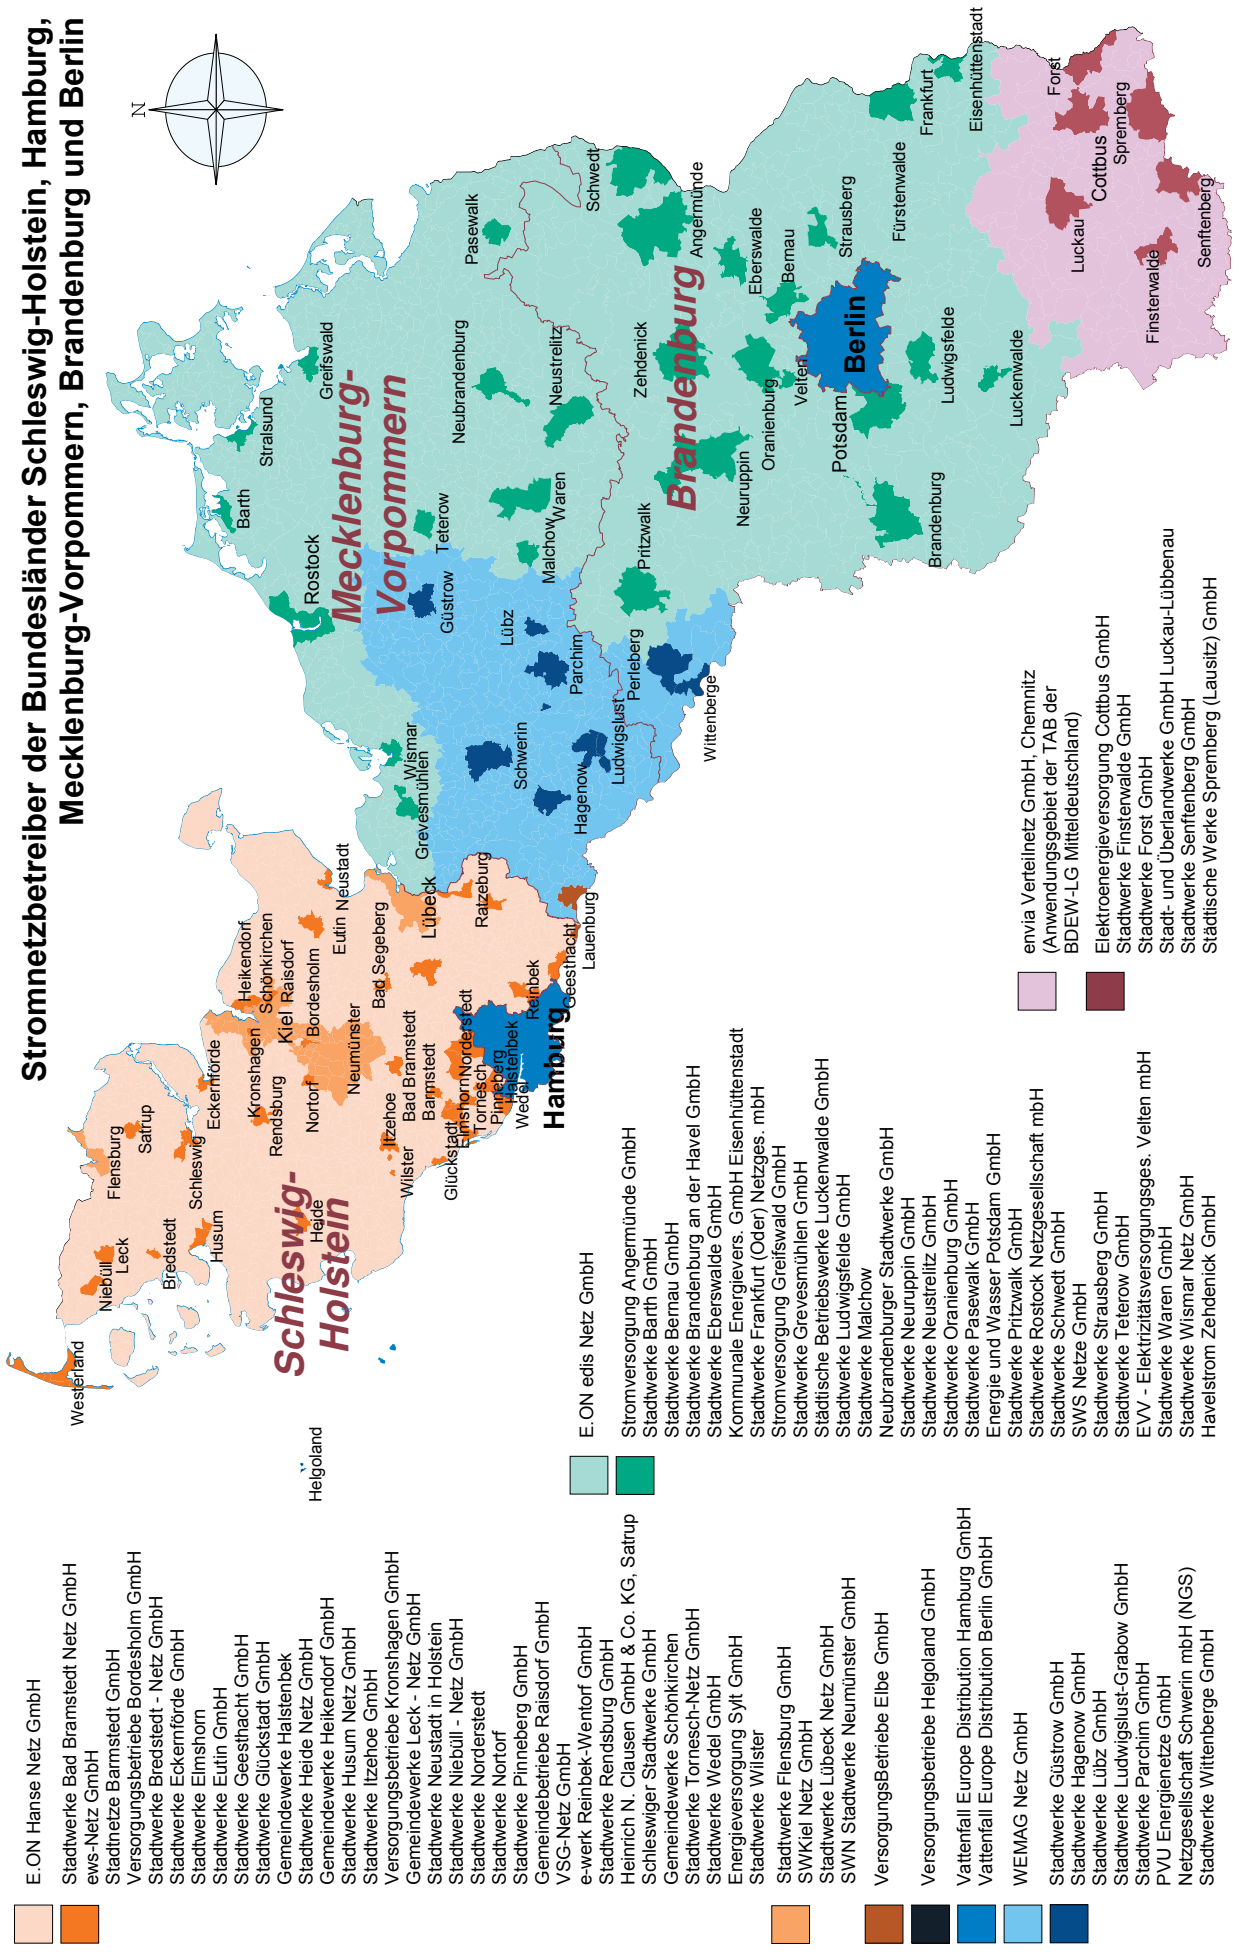 Stromnetzbetreiber der Bundesländer Schleswig-Holstein, Hamburg,
Mecklenburg-Vorpommern, Brandenburg und Berlin
N
Schleswig-
Holstein
Mecklenburg-
Vorpommern
Brandenburg
Hamburg
Berlin
Westerland
Niebüll
Leck
Flensburg
Satrup
Bredstedt
Schleswig
Husum
Eckernförde
Heikendorf
Schönkirchen
Raisdorf
Kiel
Kronshagen
Rendsburg
Bordesholm
Nortorf
Heide
Helgoland
Eutin
Neustadt
Neumünster
Bad Segeberg
Itzehoe
Wilster
Bad Bramstedt
Barmstedt
Glückstadt
Elmshorn
Norderstedt
Tornesch
Pinneberg
Halstenbek
Wedel
Reinbek
Geesthacht
Lauenburg
Lübeck
Ratzeburg
Grevesmühlen
Wismar
Rostock
Barth
Stralsund
Greifswald
Güstrow
Teterow
Neubrandenburg
Pasewalk
Lübz
Parchim
Malchow
Waren
Neustrelitz
Schwerin
Hagenow
Ludwigslust
Perleberg
Wittenberge
Pritzwalk
Zehdenick
Neuruppin
Oranienburg
Velten
Schwedt
Angermünde
Eberswalde
Bernau
Strausberg
Fürstenwalde
Frankfurt
Eisenhüttenstadt
Potsdam
Brandenburg
Ludwigsfelde
Luckenwalde
Forst
Cottbus
Spremberg
Luckau
Finsterwalde
Senftenberg
E.ON Hanse Netz GmbH
Stadtwerke Bad Bramstedt Netz GmbH
ews-Netz GmbH
Stadtnetze Barmstedt GmbH
Versorgungsbetriebe Bordesholm GmbH
Stadtwerke Bredstedt - Netz GmbH
Stadtwerke Eckernförde GmbH
Stadtwerke Elmshorn
Stadtwerke Eutin GmbH
Stadtwerke Geesthacht GmbH
Stadtwerke Glückstadt GmbH
Gemeindewerke Halstenbek
Stadtwerke Heide Netz GmbH
Gemeindewerke Heikendorf GmbH
Stadtwerke Husum Netz GmbH
Stadtwerke Itzehoe GmbH
Versorgungsbetriebe Kronshagen GmbH
Gemeindewerke Leck - Netz GmbH
Stadtwerke Neustadt in Holstein
Stadtwerke Niebüll - Netz GmbH
Stadtwerke Norderstedt
Stadtwerke Nortorf
Stadtwerke Pinneberg GmbH
Gemeindebetriebe Raisdorf GmbH
VSG-Netz GmbH
e-werk Reinbek-Wentorf GmbH
Stadtwerke Rendsburg GmbH
Heinrich N. Clausen GmbH & Co. KG, Satrup
Schleswiger Stadtwerke GmbH
Gemeindewerke Schönkirchen
Stadtwerke Tornesch-Netz GmbH
Stadtwerke Wedel GmbH
Energieversorgung Sylt GmbH
Stadtwerke Wilster
Stadtwerke Flensburg GmbH
SWKiel Netz GmbH
Stadtwerke Lübeck Netz GmbH
SWN Stadtwerke Neumünster GmbH
VersorgungsBetriebe Elbe GmbH
Versorgungsbetriebe Helgoland GmbH
Vattenfall Europe Distribution Hamburg GmbH
Vattenfall Europe Distribution Berlin GmbH
WEMAG Netz GmbH
Stadtwerke Güstrow GmbH
Stadtwerke Hagenow GmbH
Stadtwerke Lübz GmbH
Stadtwerke Ludwigslust-Grabow GmbH
Stadtwerke Parchim GmbH
PVU Energienetze GmbH
Netzgesellschaft Schwerin mbH (NGS)
Stadtwerke Wittenberge GmbH
E.ON edis Netz GmbH
Stromversorgung Angermünde GmbH
Stadtwerke Barth GmbH
Stadtwerke Bernau GmbH
Stadtwerke Brandenburg an der Havel GmbH
Stadtwerke Eberswalde GmbH
Kommunale Energievers. GmbH Eisenhüttenstadt
Stadtwerke Frankfurt (Oder) Netzges. mbH
Stromversorgung Greifswald GmbH
Stadtwerke Grevesmühlen GmbH
Städtische Betriebswerke Luckenwalde GmbH
Stadtwerke Ludwigsfelde GmbH
Stadtwerke Malchow
Neubrandenburger Stadtwerke GmbH
Stadtwerke Neuruppin GmbH
Stadtwerke Neustrelitz GmbH
Stadtwerke Oranienburg GmbH
Stadtwerke Pasewalk GmbH
Energie und Wasser Potsdam GmbH
Stadtwerke Pritzwalk GmbH
Stadtwerke Rostock Netzgesellschaft mbH
Stadtwerke Schwedt GmbH
SWS Netze GmbH
Stadtwerke Strausberg GmbH
Stadtwerke Teterow GmbH
EVV - Elektrizitätsversorgungsges. Velten mbH
Stadtwerke Waren GmbH
Stadtwerke Wismar Netz GmbH
Havelstrom Zehdenick GmbH
envia Verteilnetz GmbH, Chemnitz
(Anwendungsgebiet der TAB der
BDEW-LG Mitteldeutschland)
Elektroenergieversorgung Cottbus GmbH
Stadtwerke Finsterwalde GmbH
Stadtwerke Forst GmbH
Stadt- und Überlandwerke GmbH Luckau-Lübbenau
Stadtwerke Senftenberg GmbH
Städtische Werke Spremberg (Lausitz) GmbH